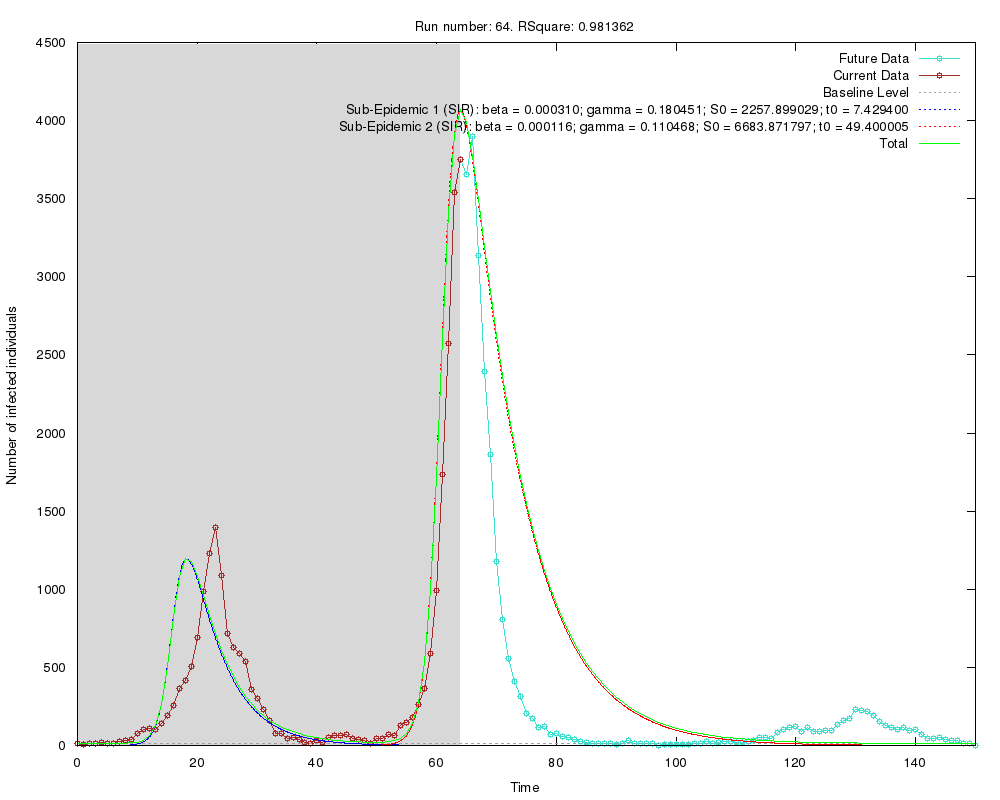 Run number: 64. RSquare: 0.981362
4500
4000
3500
3000
2500
2000
1500
1000
500
0
Number of infected individuals
Future Data
Current Data
Baseline Level
Sub-Epidemic 1 (SIR): beta = 0.000310; gamma = 0.180451; S0 = 2257.899029; t0 = 7.429400
Sub-Epidemic 2 (SIR): beta = 0.000116; gamma = 0.110468; S0 = 6683.871797; t0 = 49.400005
Total
0 20 40 60 80 100 120 140
Time